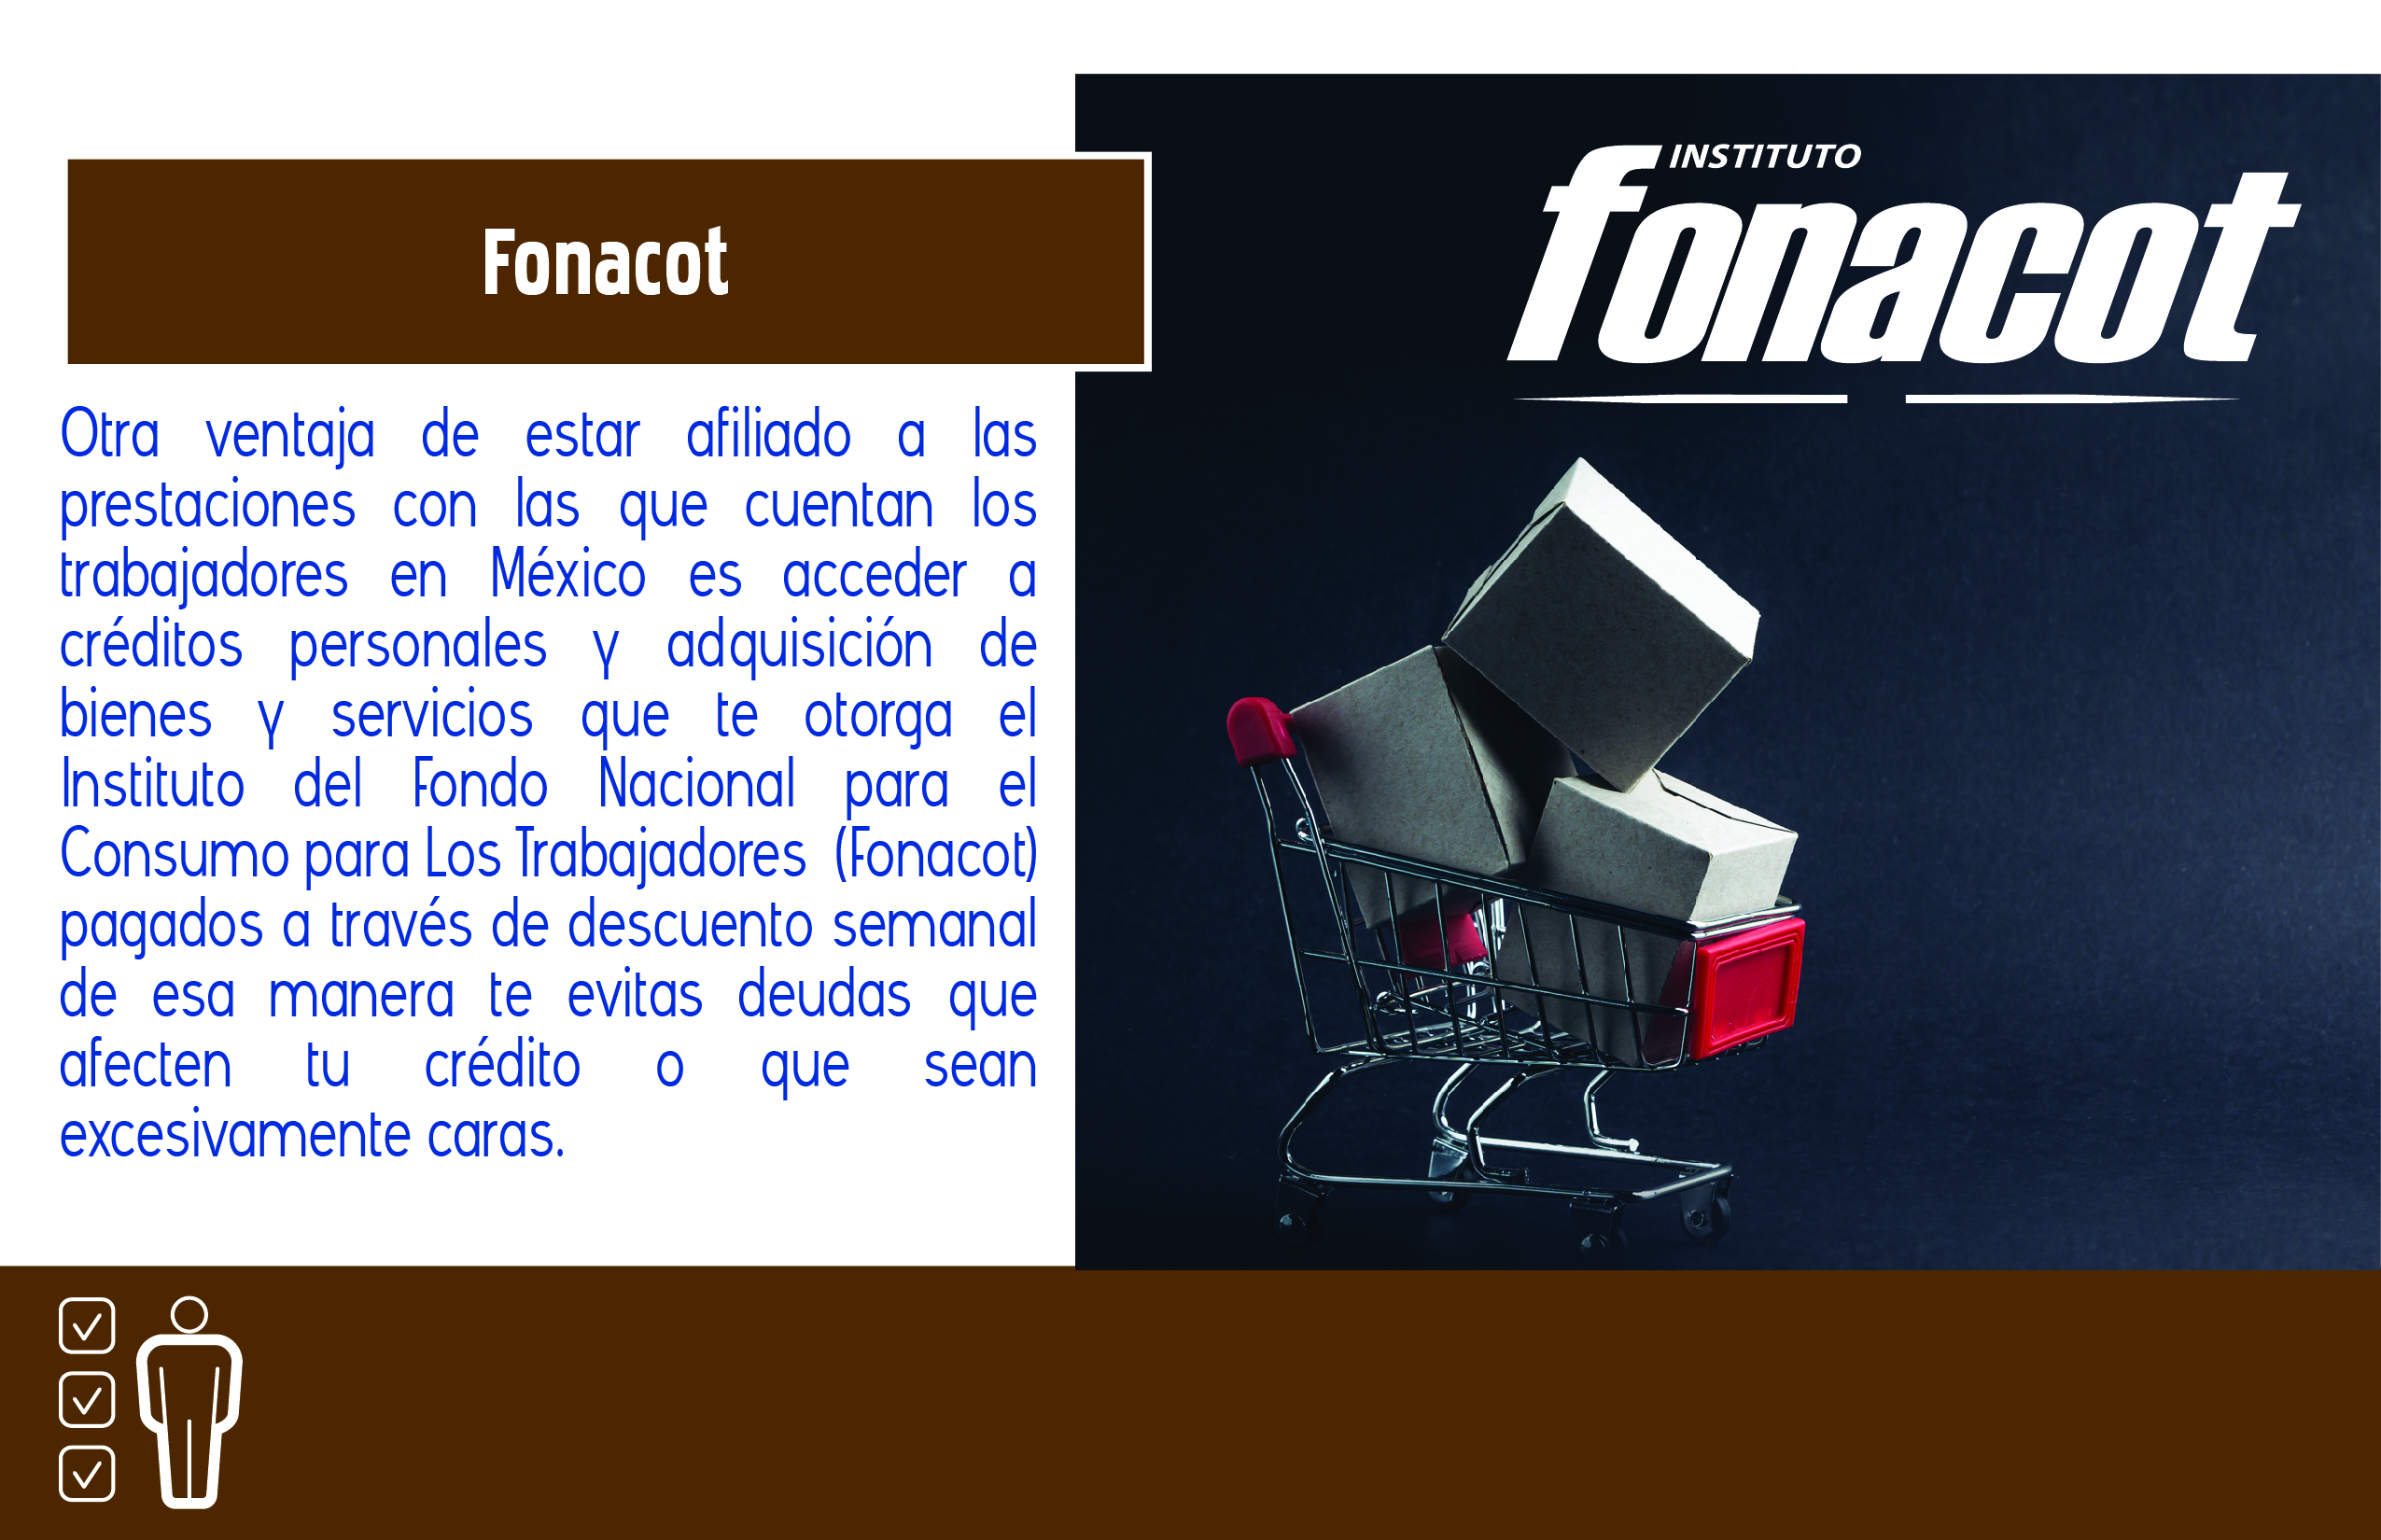 Fonacot
Otra ventaja de estar afiliado a las
prestaciones con las que cuentan los
trabajadores en México es acceder a
créditos personales y adquisición de
bienes y servicios que te otorga el
Instituto del Fondo Nacional para el
Consumo para Los Trabajadores (Fonacot)
pagados a través de descuento semanal
de esa manera te evitas deudas que
afecten tu crédito o que sean
excesivamente caras.
INSTITUTO
fonacot